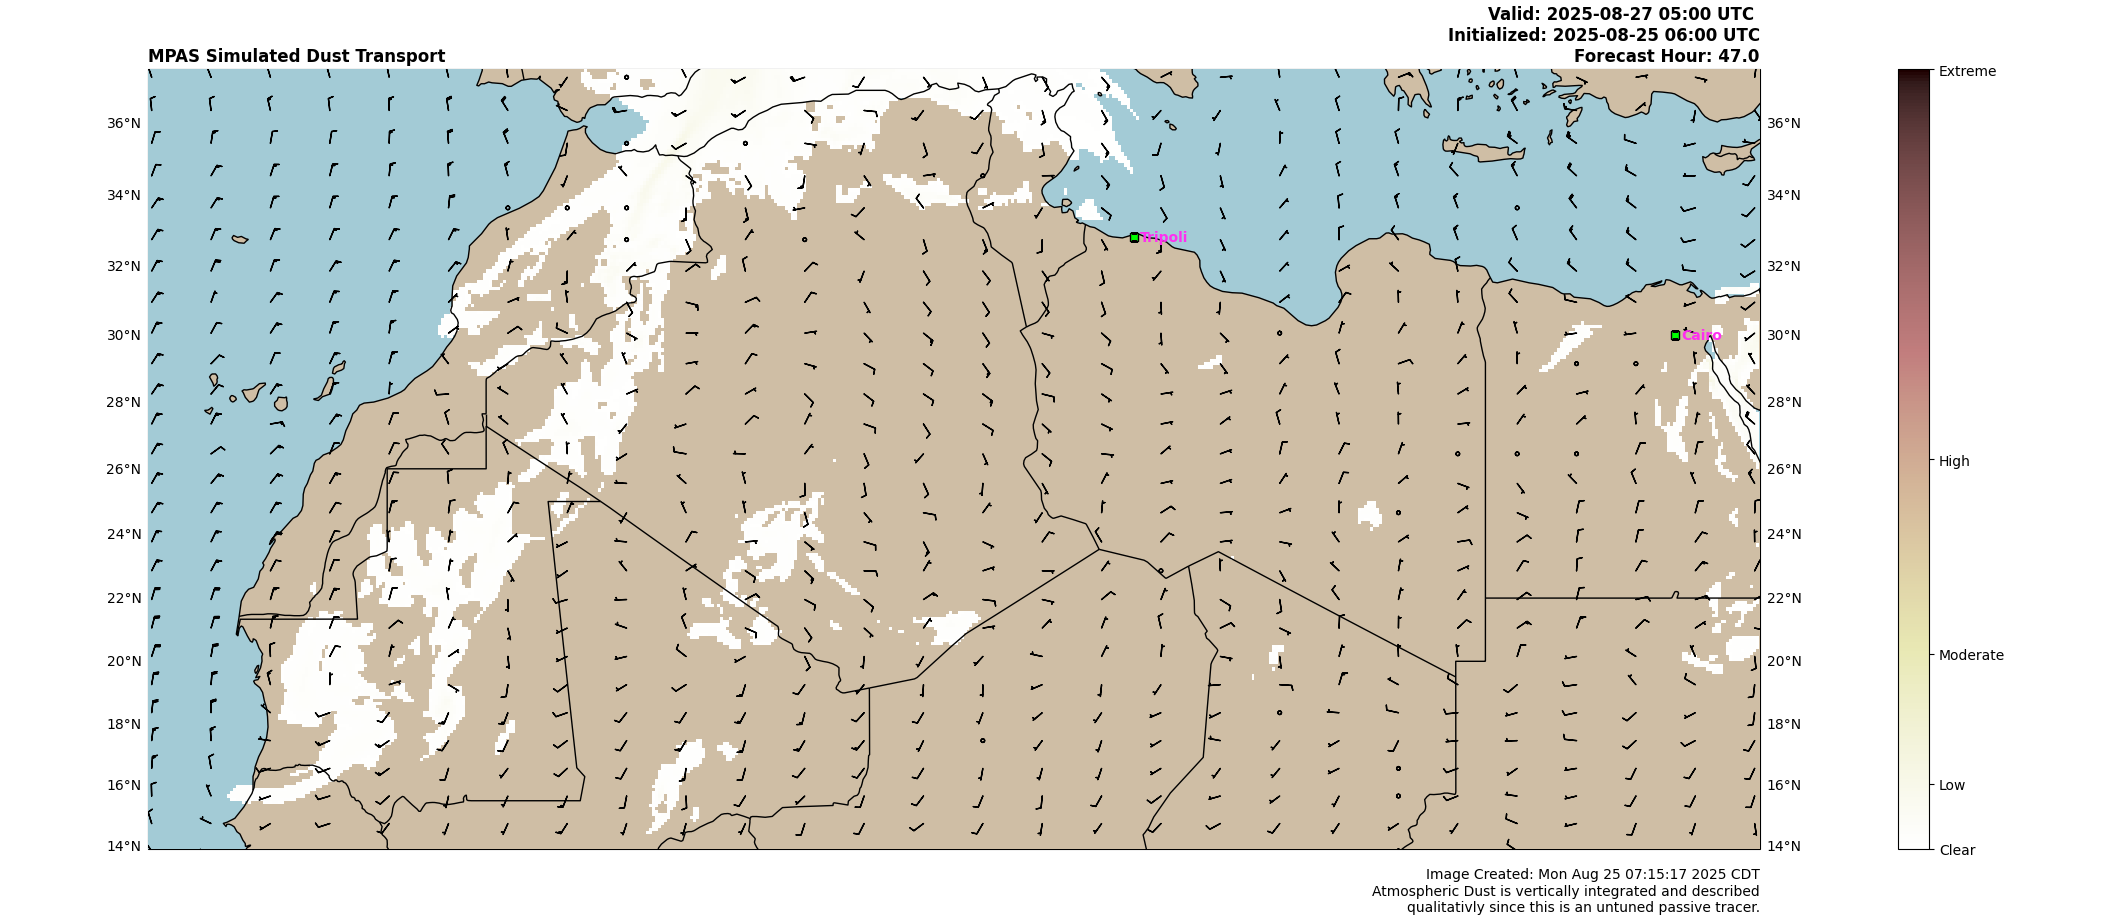 Valid: 2025-08-27 05:00 UTC
Initialized: 2025-08-25 06:00 UTC
MPAS Simulated Dust Transport
Forecast Hour: 47.0
Extreme
36°N
36°N
34°N
34°N
Tripoli
32°N
32°N
30°N
Cairo
30°N
28°N
28°N
26°N
26°N
High
24°N
24°N
22°N
22°N
20°N
20°N
Moderate
18°N
18°N
16°N
16°N
Low
14°N
14°N
Clear
Image Created: Mon Aug 25 07:15:17 2025 CDT
Atmospheric Dust is vertically integrated and described
qualitativly since this is an untuned passive tracer.